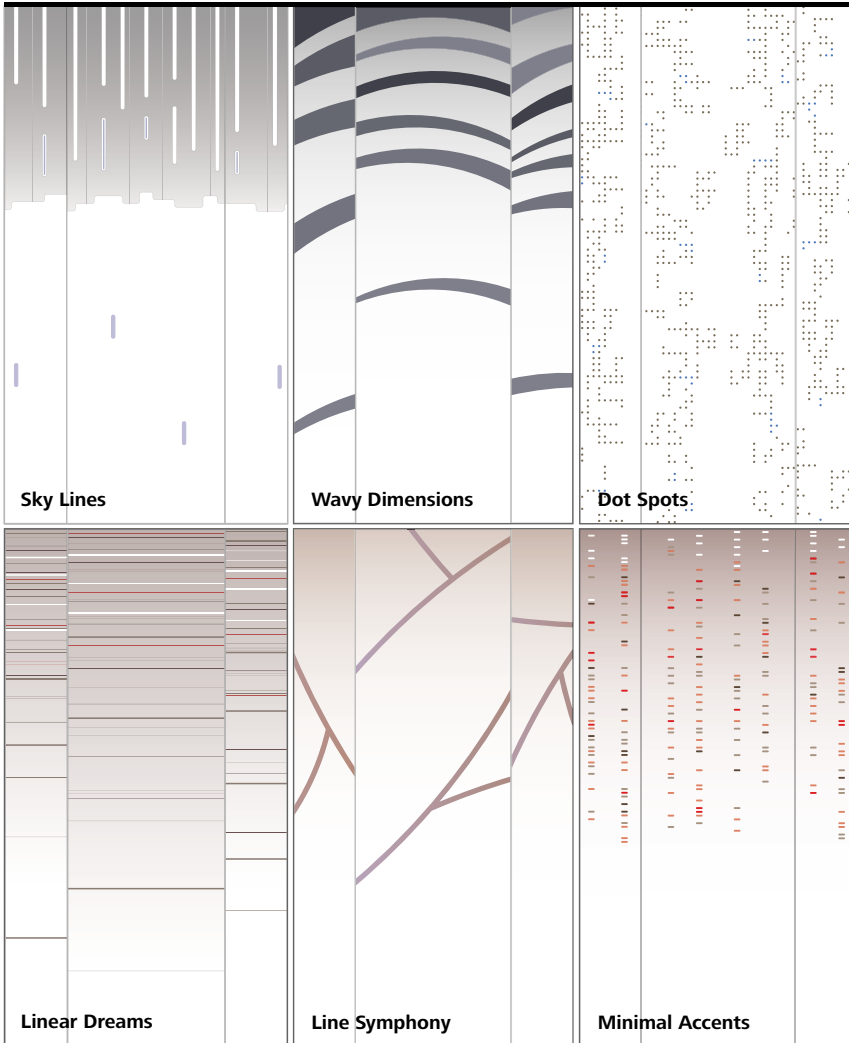 Sky Lines
Wavy Dimensions
Dot Spots
Linear Dreams
Line Symphony
Minimal Accents